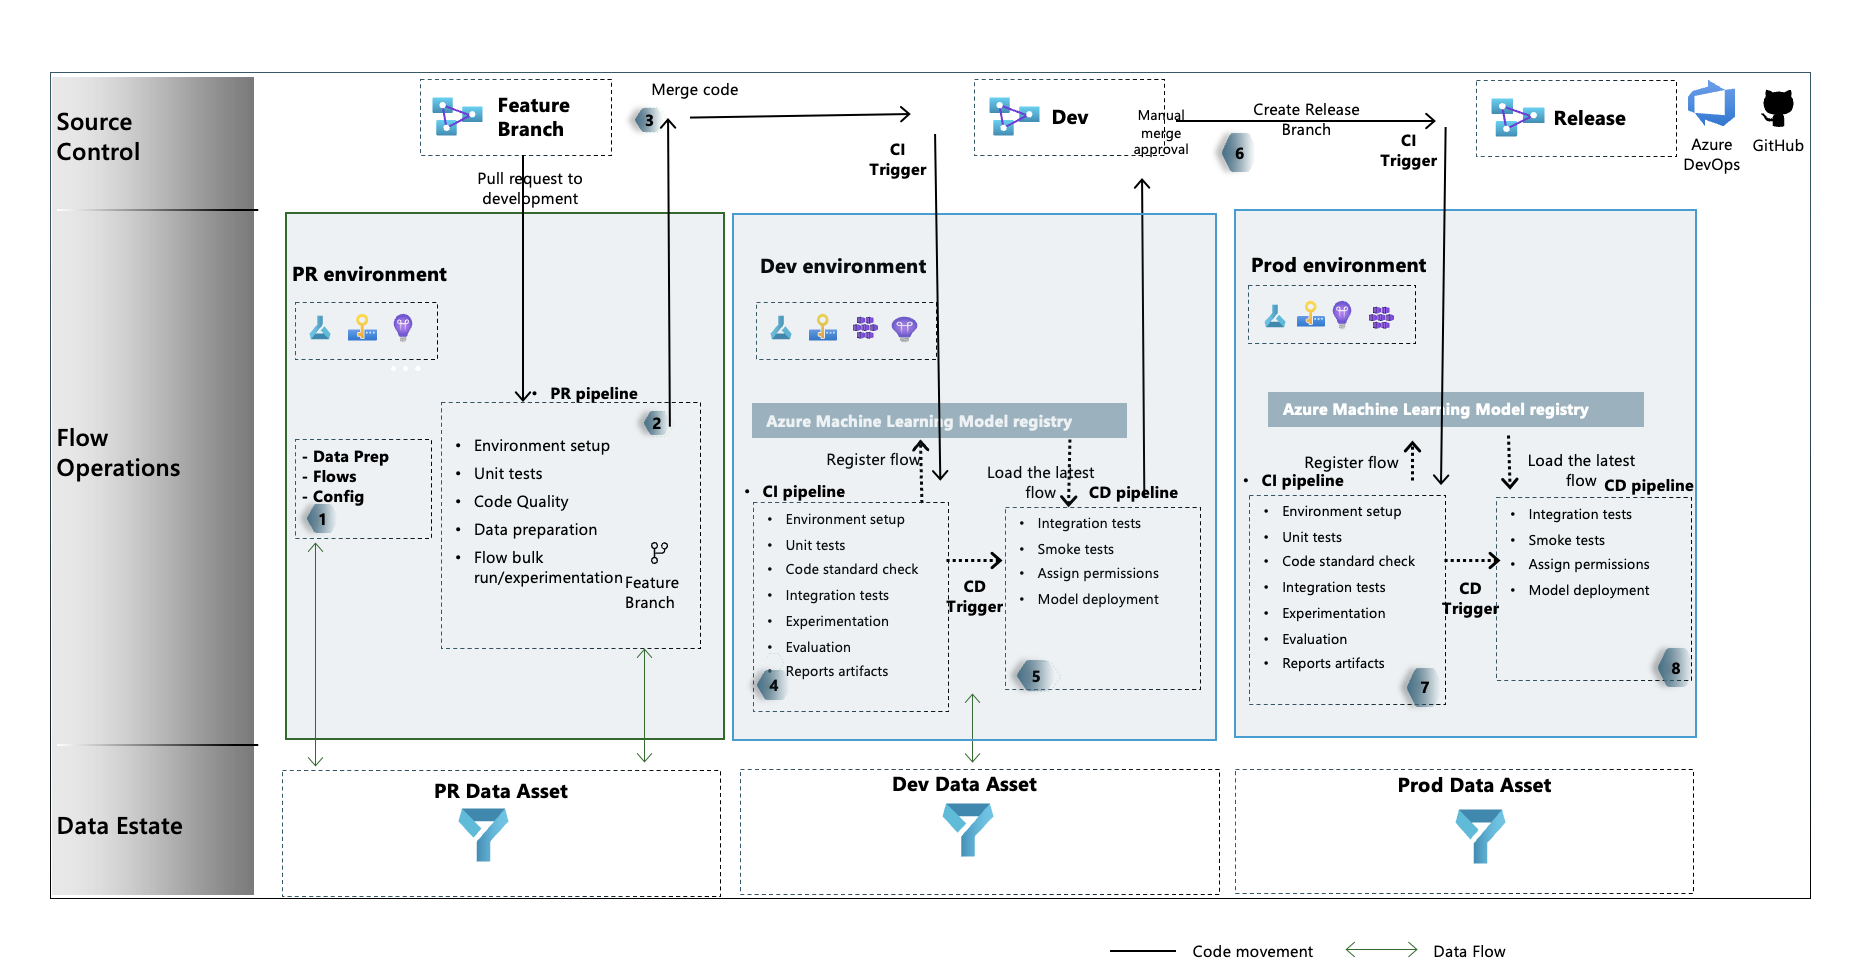 Source
Control
Feature
Branch
3
Merge code
Dev
Manual
merge
approval
Create Release
Branch
6
Release
Azure
DevOps
GitHub
CI
Trigger
CI
Trigger
Pull request to
development
Flow
Operations
PR environment
- Data Prep
- Flows
- Config
1
• PR pipeline
2
• Environment setup
• Unit tests
• Code Quality
• Data preparation
• Flow bulk
run/experimentation
Feature
Branch
Dev environment
Azure Machine Learning Model registry
Register flow
Load the latest
flow
• CI pipeline
• Environment setup
• Unit tests
• Code standard check
• Integration tests
• Experimentation
• Evaluation
• Reports artifacts
4
CD
Trigger
CD pipeline
• Integration tests
• Smoke tests
• Assign permissions
• Model deployment
5
Prod environment
Azure Machine Learning Model registry
Register flow
Load the latest
flow
• CI pipeline
• Environment setup
• Unit tests
• Code standard check
• Integration tests
• Experimentation
• Evaluation
• Reports artifacts
7
CD
Trigger
CD pipeline
• Integration tests
• Smoke tests
• Assign permissions
• Model deployment
8
Data Estate
PR Data Asset
Dev Data Asset
Prod Data Asset
Code movement
Data Flow